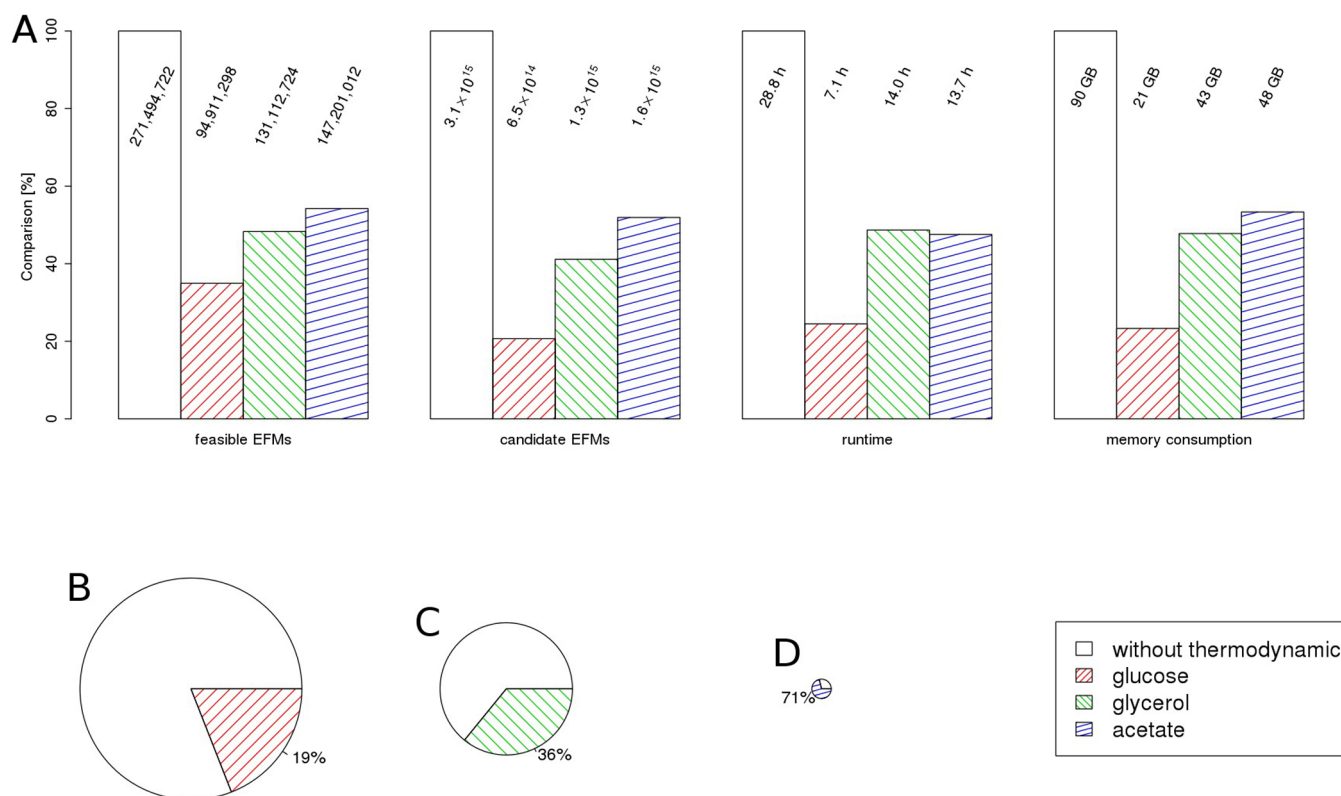 A
Comparison [%]
0
20
40
60
80
100
271,494,722
94,911,298
131,112,724
147,201,012
feasible EFMs
3.1 × 10¹⁵
6.5 × 10¹⁴
1.3 × 10¹⁵
1.6 × 10¹⁵
candidate EFMs
28.8 h
7.1 h
14.0 h
13.7 h
runtime
90 GB
21 GB
43 GB
48 GB
memory consumption
B
19%
C
36%
D
71%
without thermodynamic
glucose
glycerol
acetate